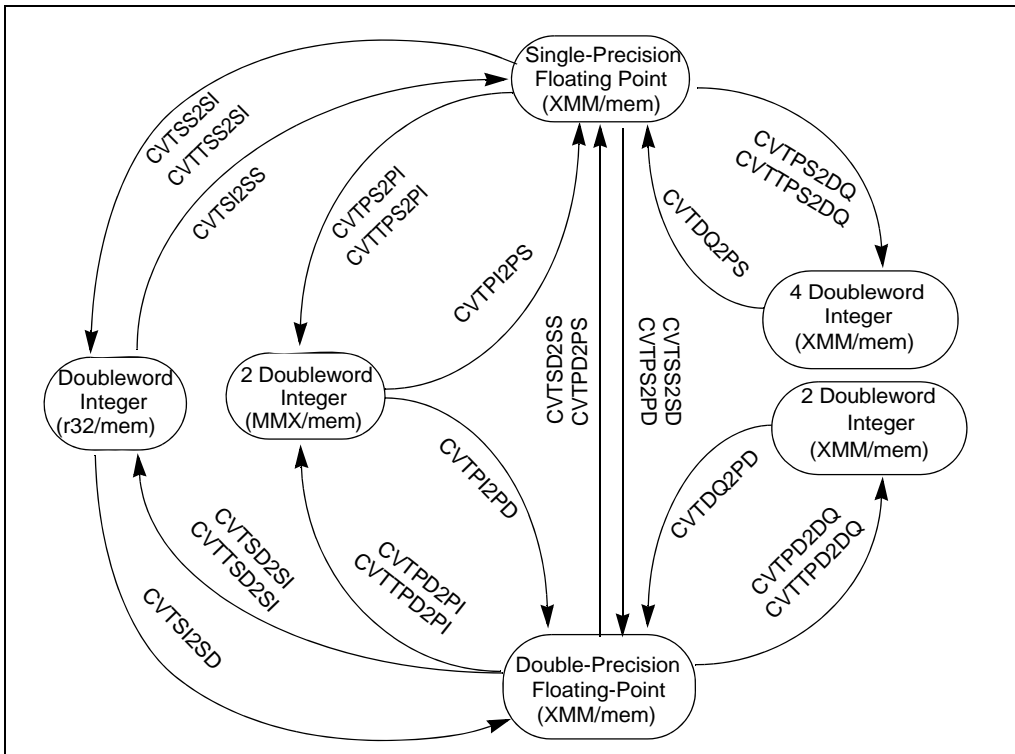 Single-Precision
Floating Point
(XMM/mem)
CVTSS2SI
CVTTSS2SI
CVTSI2SS
CVTPS2PI
CVTTPS2PI
CVTPI2PS
CVTPS2DQ
CVTTPS2DQ
CVTDQ2PS
4 Doubleword
Integer
(XMM/mem)
CVTSD2SS
CVTPD2PS
CVTSS2SD
CVTPS2PD
Doubleword
Integer
(r32/mem)
2 Doubleword
Integer
(MMX/mem)
2 Doubleword
Integer
(XMM/mem)
CVTPI2PD
CVTDQ2PD
CVTSD2SI
CVTTSD2SI
CVTPD2PI
CVTTPD2PI
CVTPD2DQ
CVTTPD2DQ
CVTSI2SD
Double-Precision
Floating-Point
(XMM/mem)